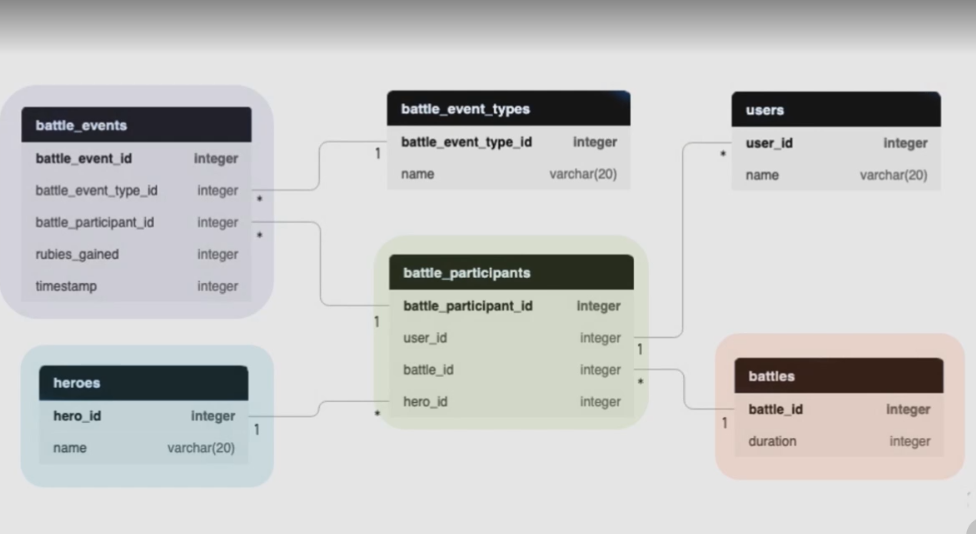 battle_events
battle_event_id integer
battle_event_type_id integer
battle_participant_id integer
rubies_gained integer
timestamp integer
battle_event_types
battle_event_type_id integer
name varchar(20)
users
user_id integer
name varchar(20)
battle_participants
battle_participant_id integer
user_id integer
battle_id integer
hero_id integer
heroes
hero_id integer
name varchar(20)
battles
battle_id integer
duration integer
1
*
*
1
*
1
*
1
*
1